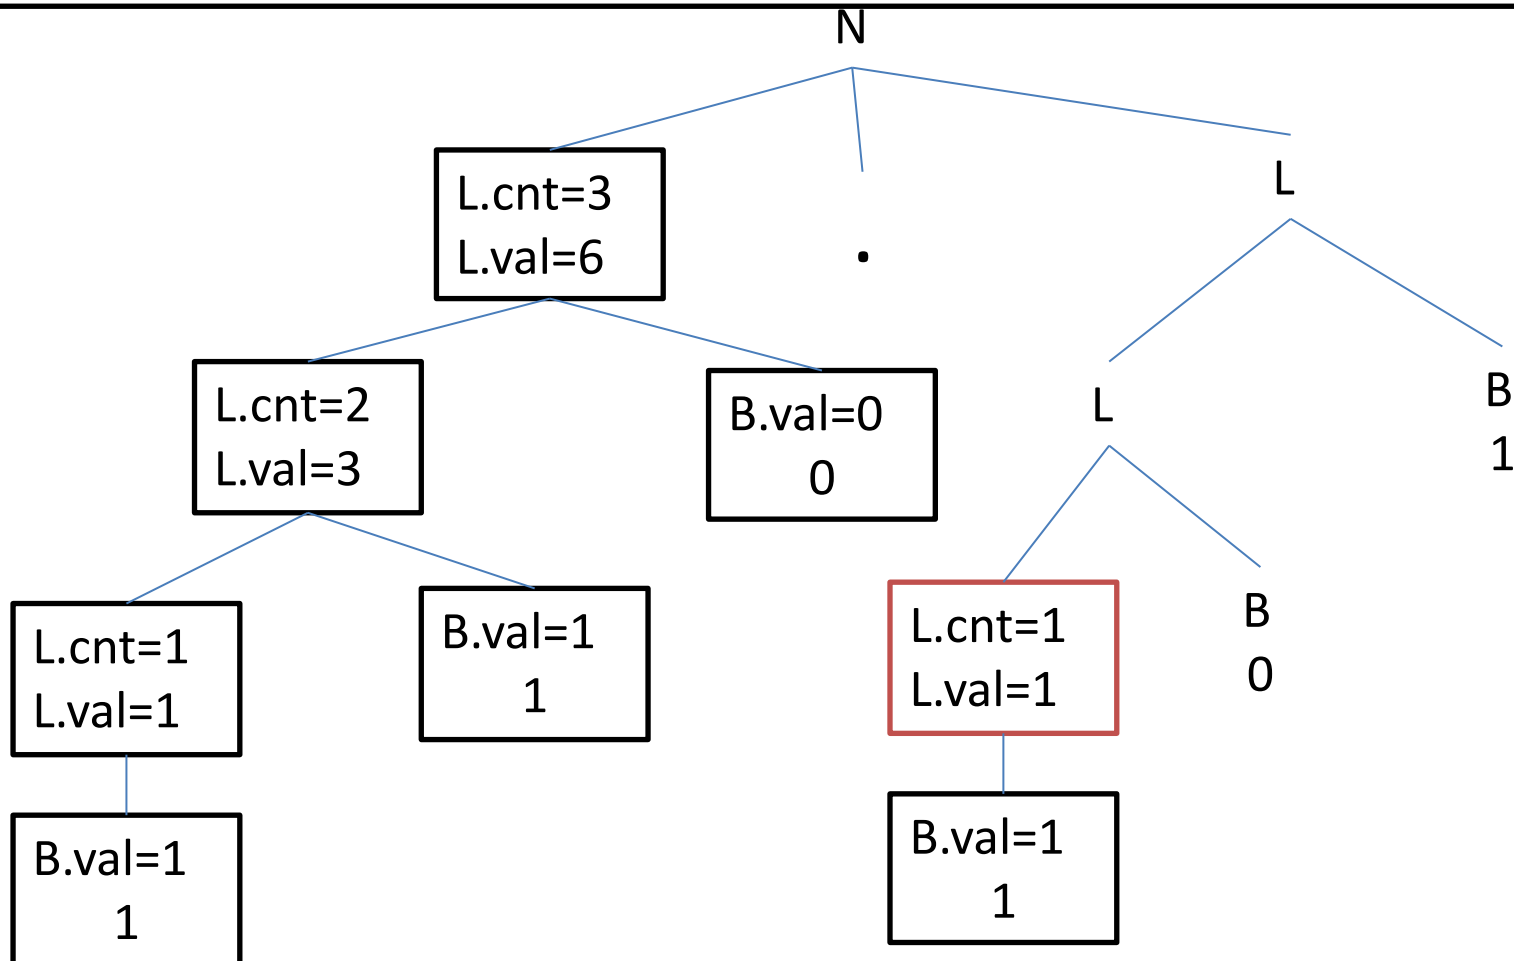 N
L.cnt=3
L.val=6
.
L
L.cnt=2
L.val=3
B.val=0
0
L
B
1
L.cnt=1
L.val=1
B.val=1
1
L.cnt=1
L.val=1
B
0
B.val=1
1
B.val=1
1